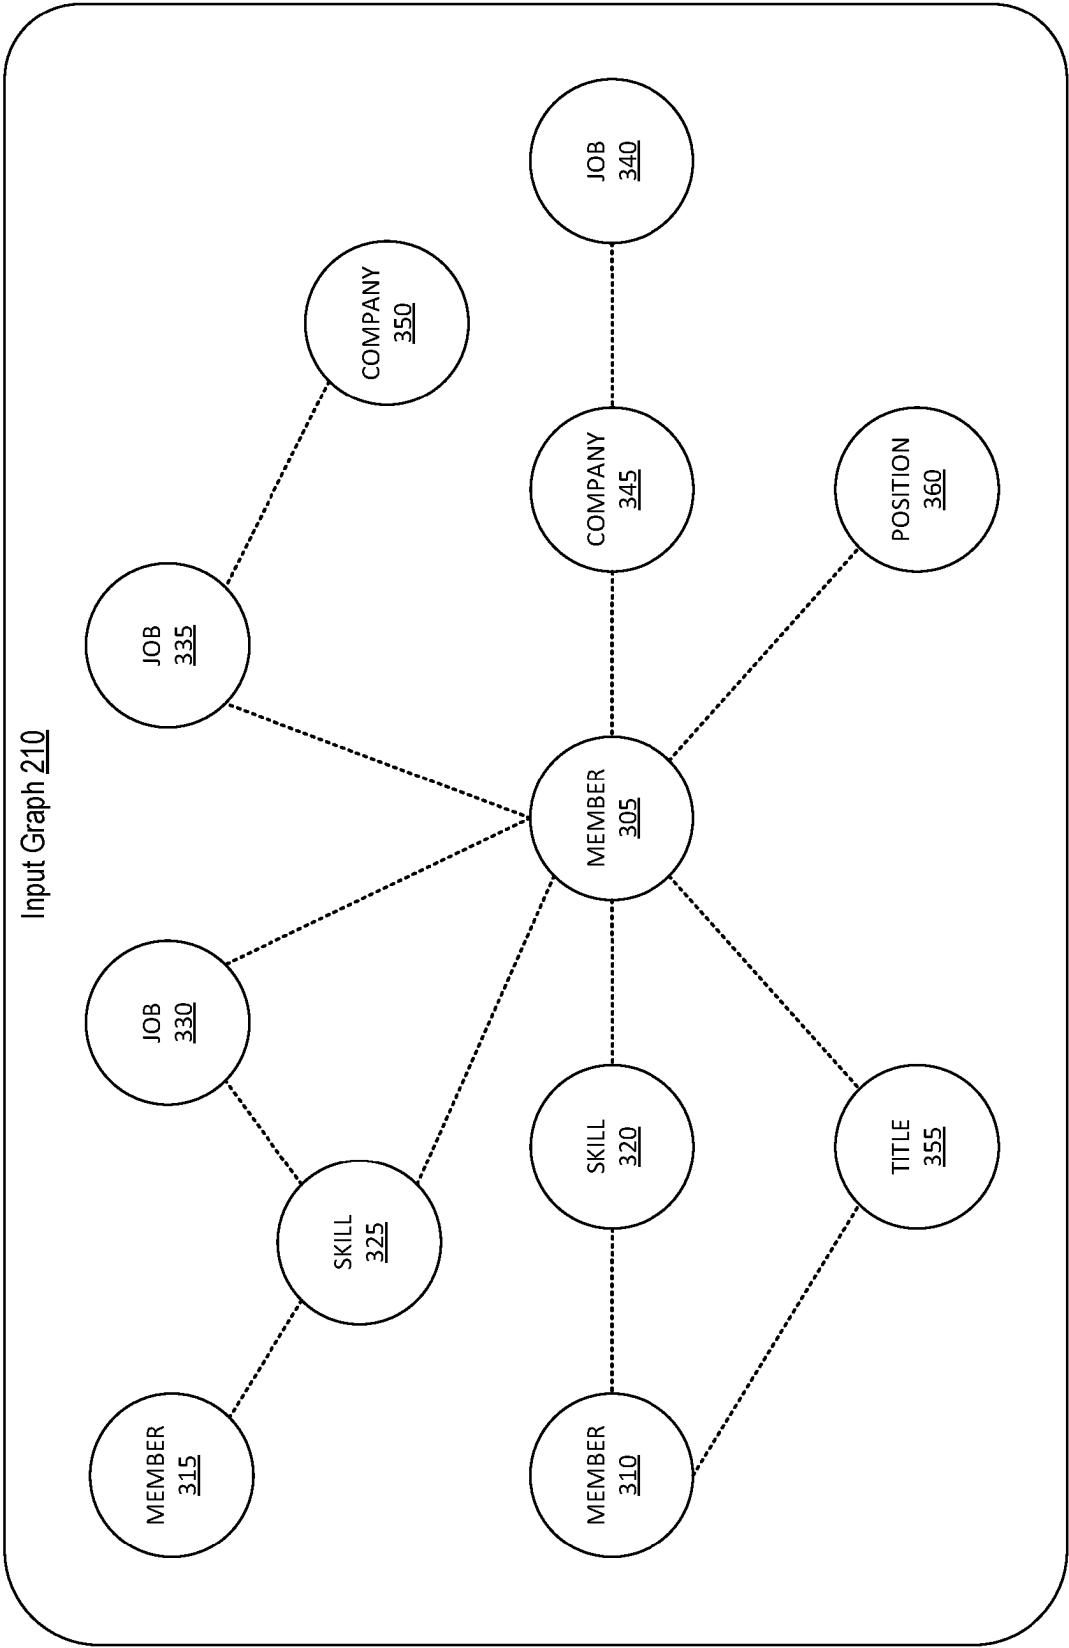 Input Graph 210
MEMBER
315
JOB
330
JOB
335
SKILL
325
COMPANY
350
MEMBER
310
SKILL
320
MEMBER
305
COMPANY
345
JOB
340
TITLE
355
POSITION
360